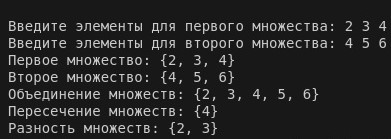 Введите элементы для первого множества: 2 3 4
Введите элементы для второго множества: 4 5 6
Первое множество: {2, 3, 4}
Второе множество: {4, 5, 6}
Объединение множеств: {2, 3, 4, 5, 6}
Пересечение множеств: {4}
Разность множеств: {2, 3}